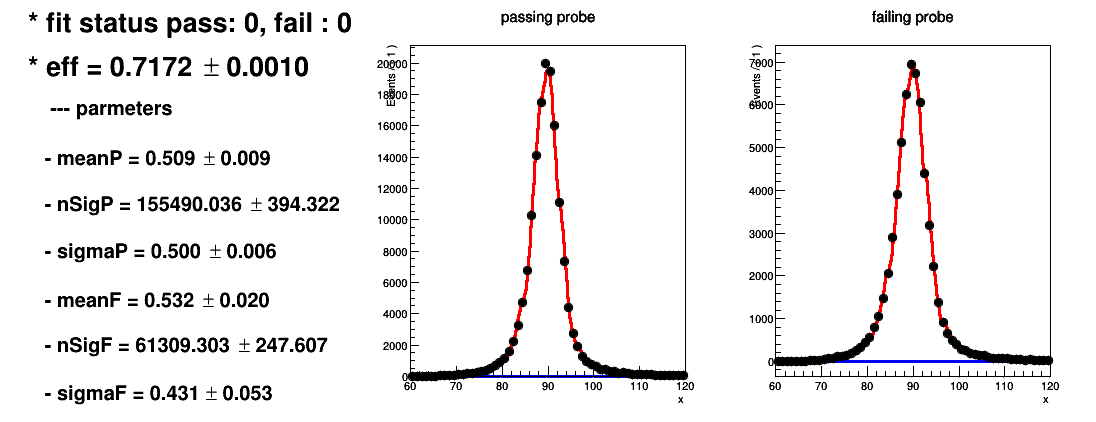 * fit status pass: 0, fail : 0
* eff = 0.7172 ± 0.0010
--- parmeters
- meanP = 0.509 ± 0.009
- nSigP = 155490.036 ± 394.322
- sigmaP = 0.500 ± 0.006
- meanF = 0.532 ± 0.020
- nSigF = 61309.303 ± 247.607
- sigmaF = 0.431 ± 0.053
passing probe
Events / ( 1 )
20000
18000
16000
14000
12000
10000
8000
6000
4000
2000
0
60 70 80 90 100 110 120
x
failing probe
Events / ( 1 )
7000
6000
5000
4000
3000
2000
1000
0
60 70 80 90 100 110 120
x